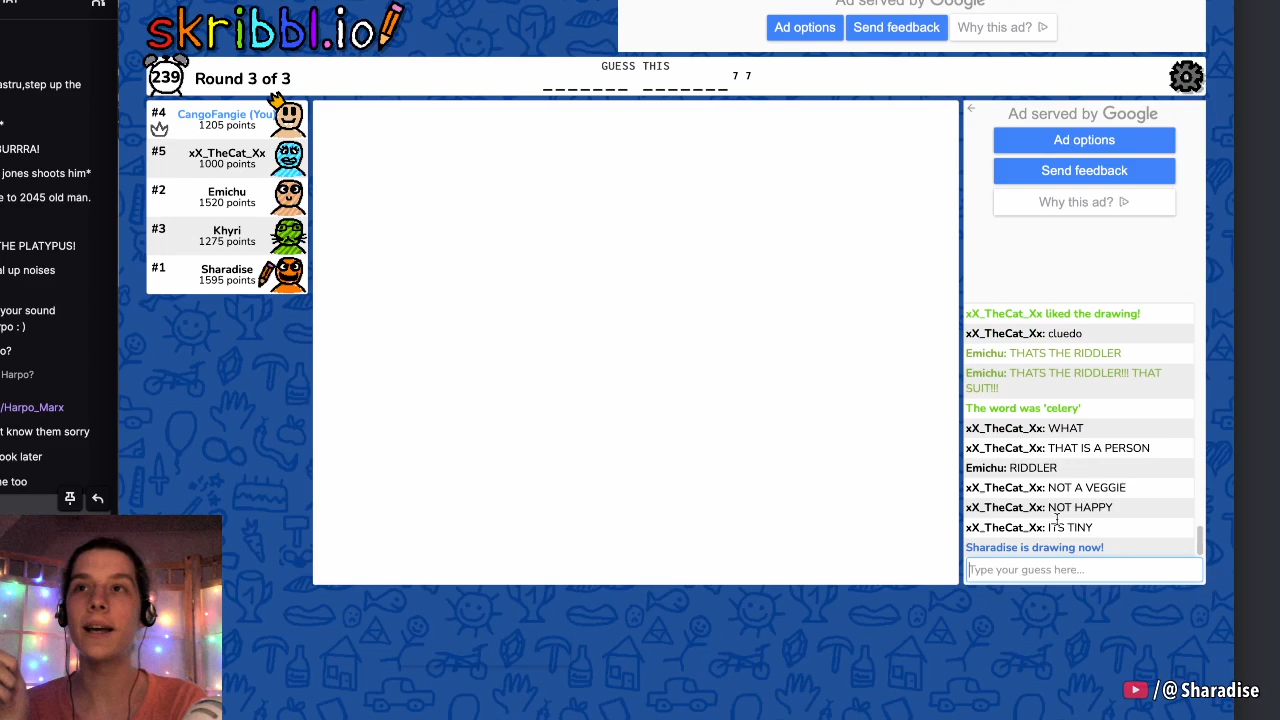 skribbl.io
Ad served by Google
Ad options
Send feedback
Why this ad?
239
Round 3 of 3
GUESS THIS
_______ _______ 7 7
astru,step up the
BURRA!
jones shoots him*
e to 2045 old man.
THE PLATYPUS!
al up noises
your sound
rpo : )
o?
Harpo?
/Harpo_Marx
t know them sorry
ook later
me too
#4
CangoFangie (You)
1205 points
#5
xX_TheCat_Xx
1000 points
#2
Emichu
1520 points
#3
Khyri
1275 points
#1
Sharadise
1595 points
Ad served by Google
Ad options
Send feedback
Why this ad?
xX_TheCat_Xx liked the drawing!
xX_TheCat_Xx: cluedo
Emichu: THATS THE RIDDLER
Emichu: THATS THE RIDDLER!!! THAT
SUIT!!!
The word was 'celery'
xX_TheCat_Xx: WHAT
xX_TheCat_Xx: THAT IS A PERSON
Emichu: RIDDLER
xX_TheCat_Xx: NOT A VEGGIE
xX_TheCat_Xx: NOT HAPPY
xX_TheCat_Xx: ITS TINY
Sharadise is drawing now!
Type your guess here...
/@Sharadise